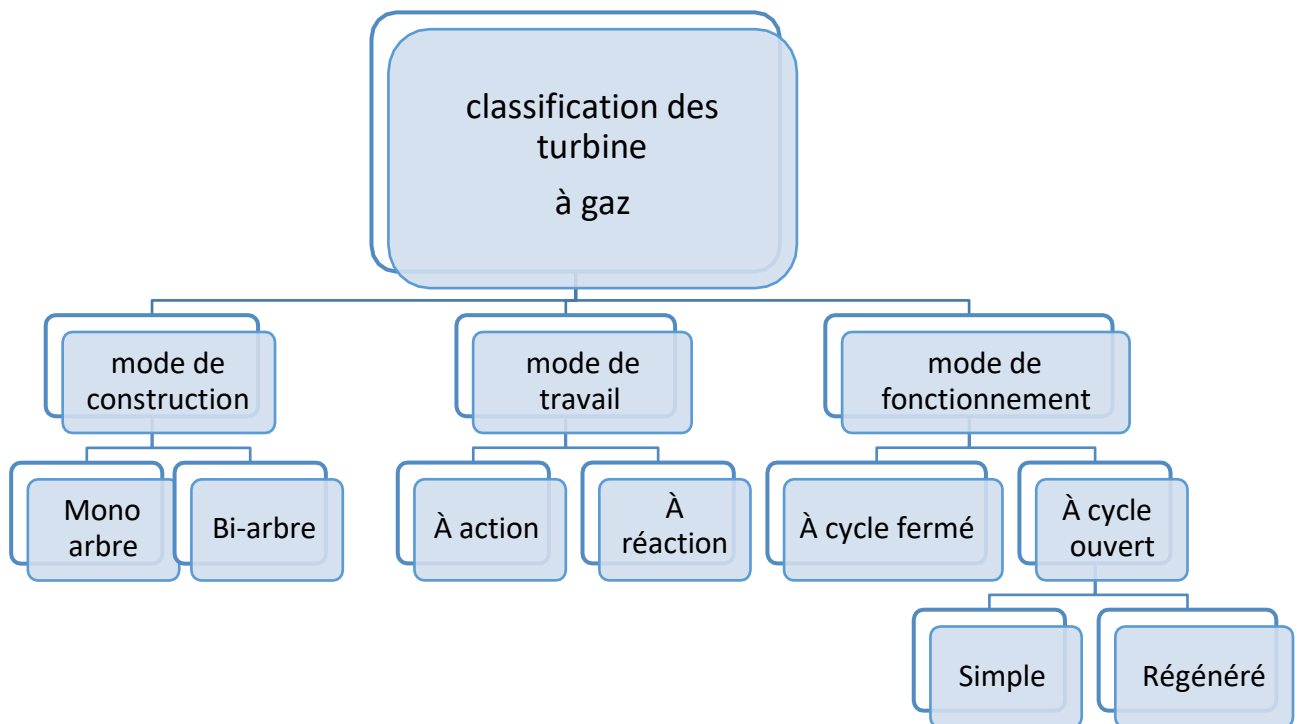 classification des
turbine
à gaz
mode de
construction
mode de
travail
mode de
fonctionnement
Mono
arbre
Bi-arbre
À action
À
réaction
À cycle fermé
À cycle
ouvert
Simple
Régénéré